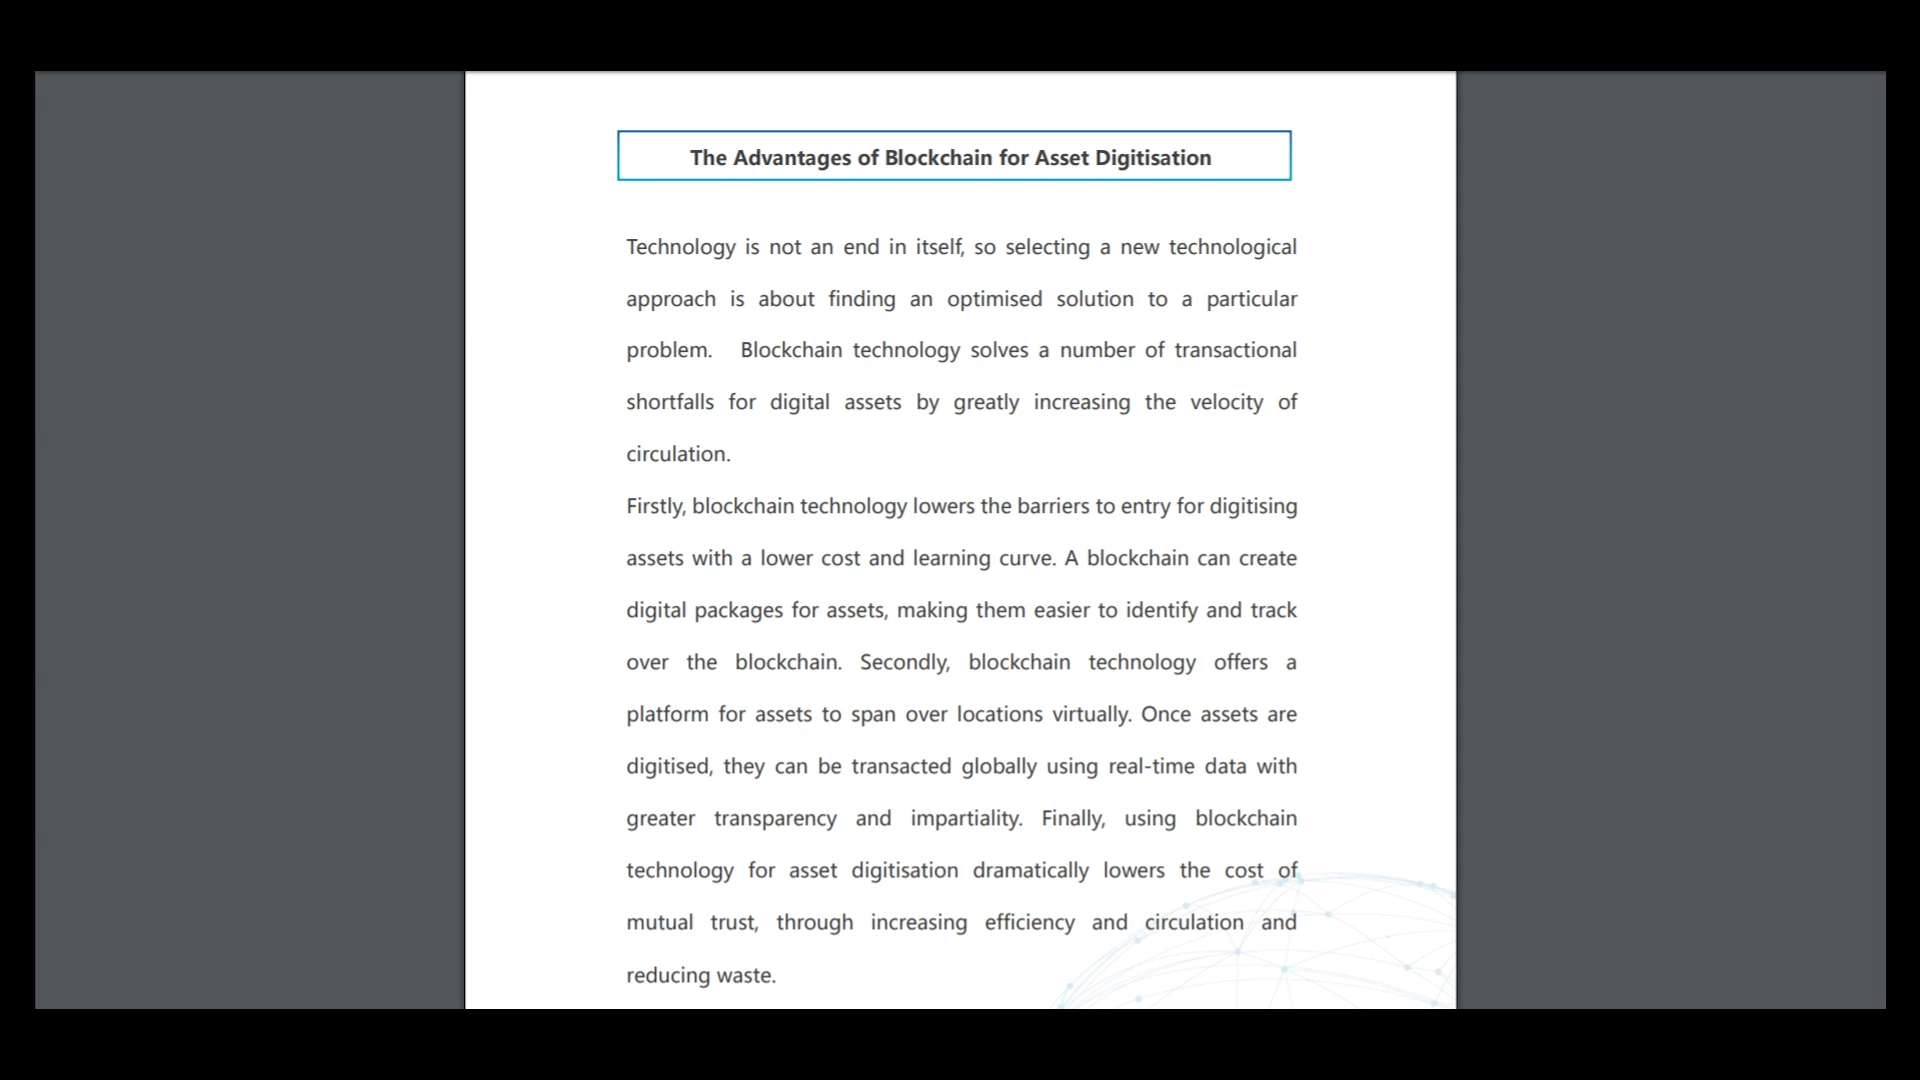 The Advantages of Blockchain for Asset Digitisation
Technology is not an end in itself, so selecting a new technological
approach is about finding an optimised solution to a particular
problem. Blockchain technology solves a number of transactional
shortfalls for digital assets by greatly increasing the velocity of
circulation.
Firstly, blockchain technology lowers the barriers to entry for digitising
assets with a lower cost and learning curve. A blockchain can create
digital packages for assets, making them easier to identify and track
over the blockchain. Secondly, blockchain technology offers a
platform for assets to span over locations virtually. Once assets are
digitised, they can be transacted globally using real-time data with
greater transparency and impartiality. Finally, using blockchain
technology for asset digitisation dramatically lowers the cost of
mutual trust, through increasing efficiency and circulation and
reducing waste.